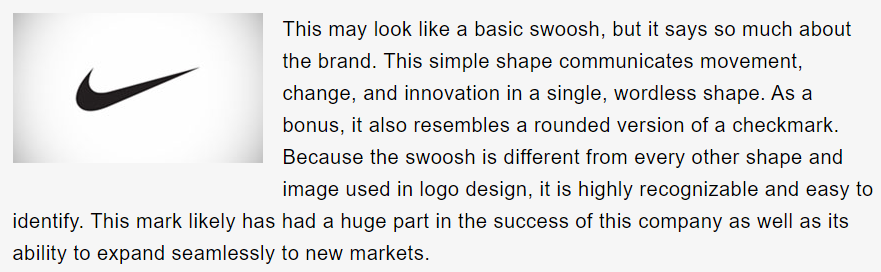 This may look like a basic swoosh, but it says so much about
the brand. This simple shape communicates movement,
change, and innovation in a single, wordless shape. As a
bonus, it also resembles a rounded version of a checkmark.
Because the swoosh is different from every other shape and
image used in logo design, it is highly recognizable and easy to
identify. This mark likely has had a huge part in the success of this company as well as its
ability to expand seamlessly to new markets.